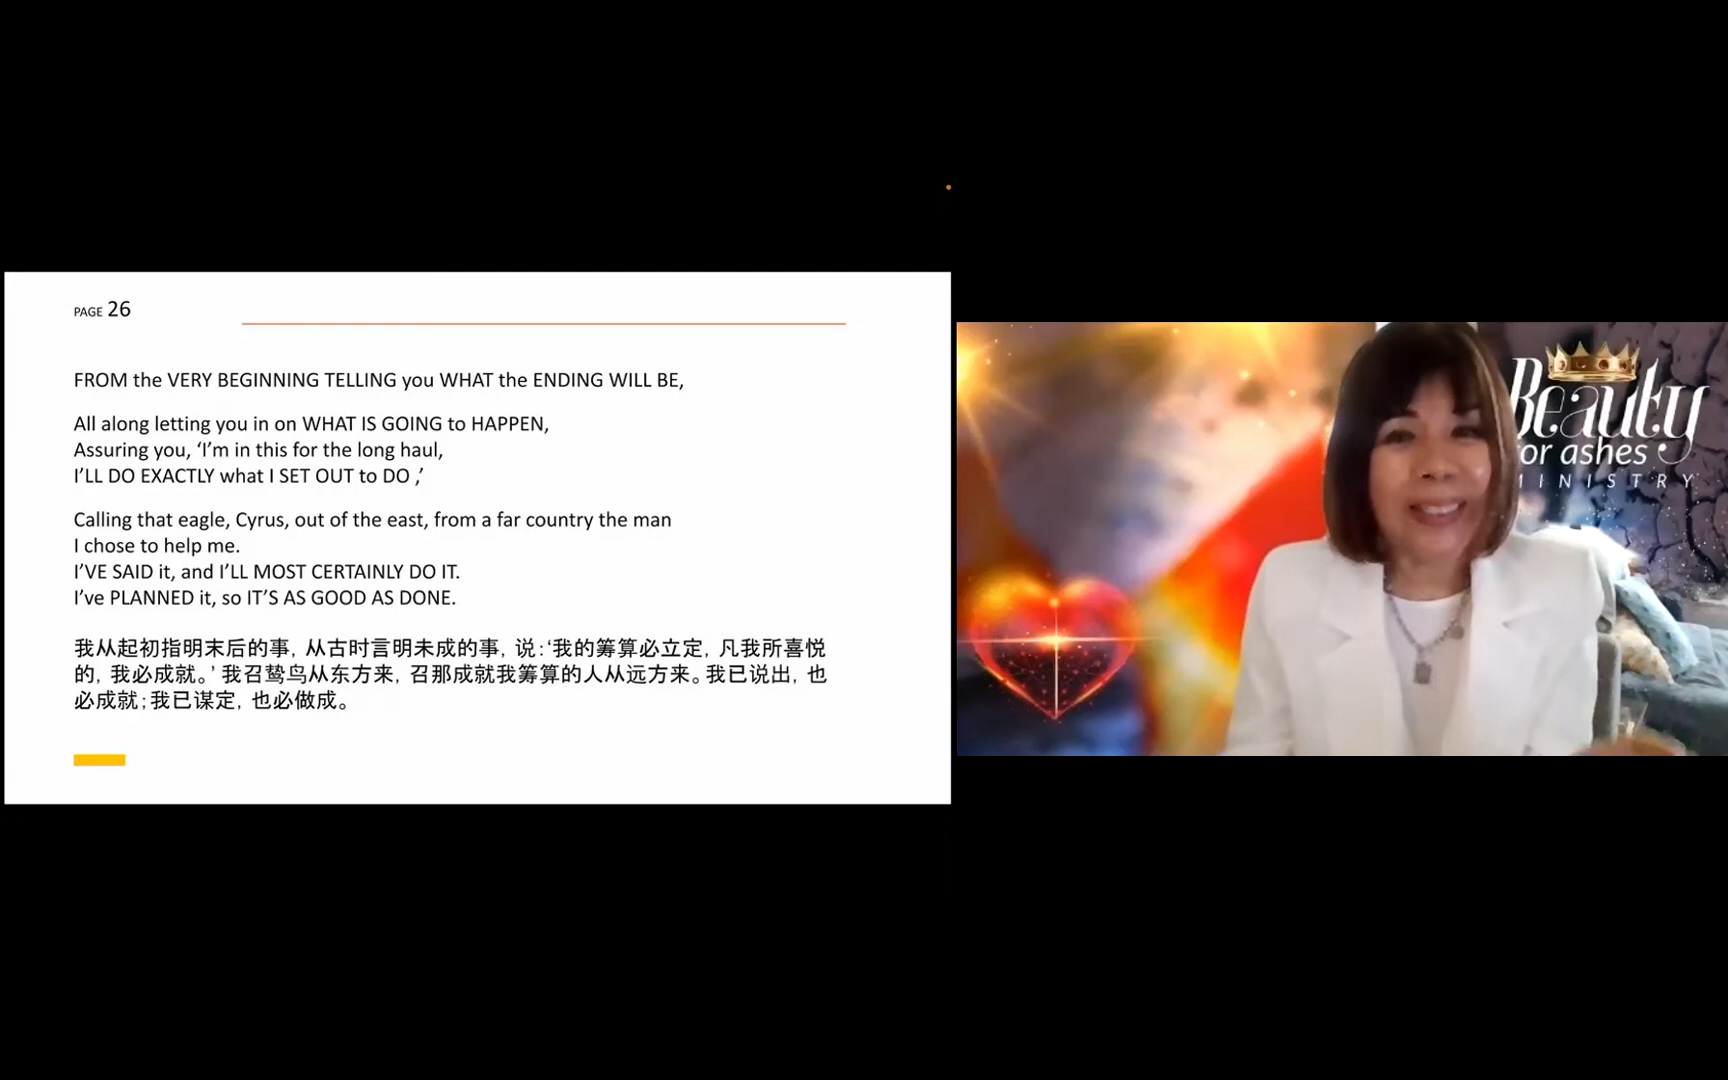 PAGE 26
FROM the VERY BEGINNING TELLING you WHAT the ENDING WILL BE,
All along letting you in on WHAT IS GOING to HAPPEN,
Assuring you, ‘I’m in this for the long haul,
I’LL DO EXACTLY what I SET OUT to DO ,’
Calling that eagle, Cyrus, out of the east, from a far country the man
I chose to help me.
I’VE SAID it, and I’LL MOST CERTAINLY DO IT.
I’ve PLANNED it, so IT’S AS GOOD AS DONE.
我从起初指明末后的事，从古时言明未成的事，说：‘我的筹算必立定，凡我所喜悦
的，我必成就。’ 我召鸷鸟从东方来，召那成就我筹算的人从远方来。我已说出，也
必成就；我已谋定，也必做成。
Beauty
or ashes
INISTRY